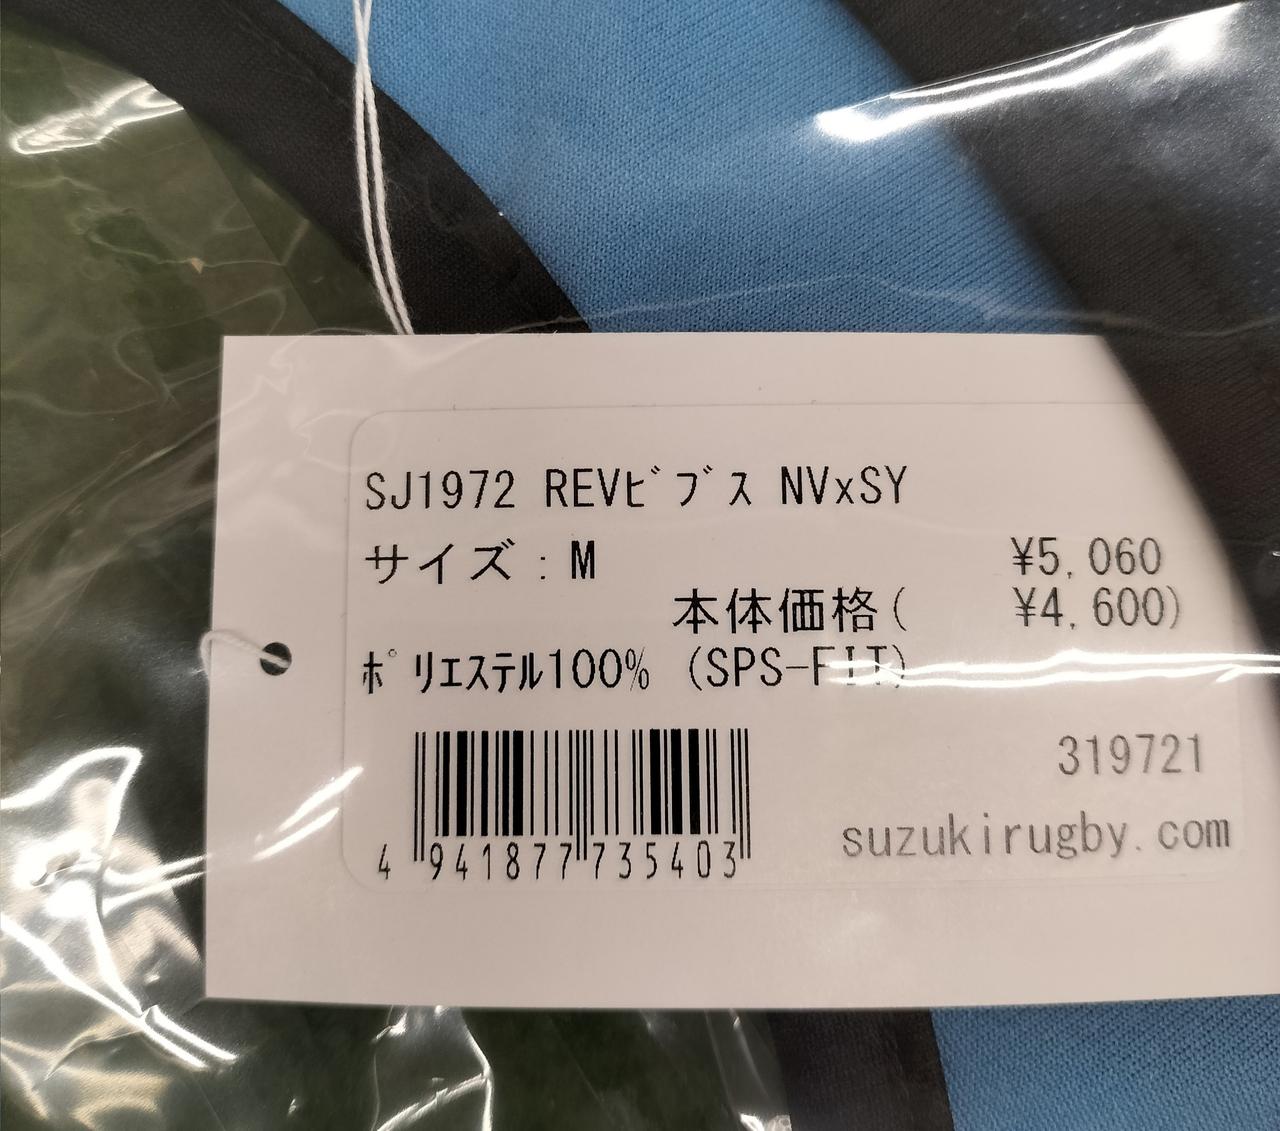 SJ1972 REVﾋﾞﾌﾞｽ NVxSY
サイズ:M ¥5,060
本体価格( ¥4,600)
ﾎﾟﾘｴｽﾃﾙ100% (SPS-FIT)
319721
suzukirugby.com
4 941877 735403